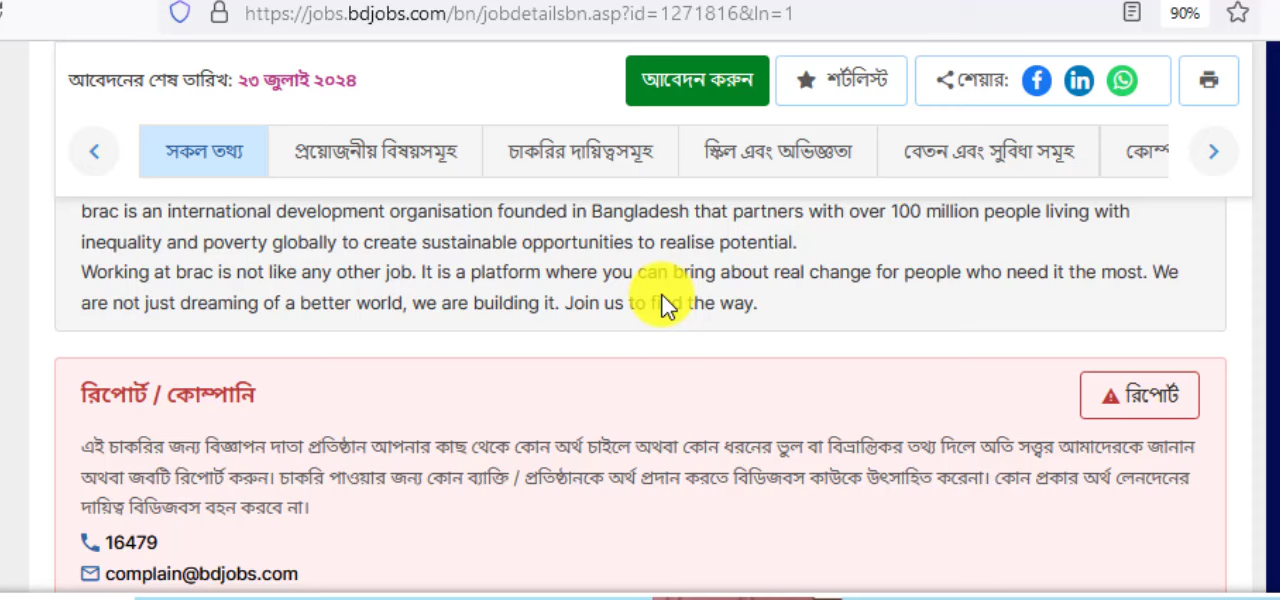 https://jobs.bdjobs.com/bn/jobdetailsbn.asp?id=1271816&ln=1
90%
আবেদনের শেষ তারিখ: ২৩ জুলাই ২০২৪
আবেদন করুন
শর্টলিস্ট
শেয়ার:
সকল তথ্য
প্রয়োজনীয় বিষয়সমূহ
চাকরির দায়িত্বসমূহ
স্কিল এবং অভিজ্ঞতা
বেতন এবং সুবিধা সমূহ
কোম্প
brac is an international development organisation founded in Bangladesh that partners with over 100 million people living with
inequality and poverty globally to create sustainable opportunities to realise potential.
Working at brac is not like any other job. It is a platform where you can bring about real change for people who need it the most. We
are not just dreaming of a better world, we are building it. Join us to find the way.
রিপোর্ট / কোম্পানি
রিপোর্ট
এই চাকরির জন্য বিজ্ঞাপন দাতা প্রতিষ্ঠান আপনার কাছ থেকে কোন অর্থ চাইলে অথবা কোন ধরনের ভুল বা বিভ্রান্তিকর তথ্য দিলে অতি সত্ত্বর আমাদেরকে জানান
অথবা জবটি রিপোর্ট করুন। চাকরি পাওয়ার জন্য কোন ব্যাক্তি / প্রতিষ্ঠানকে অর্থ প্রদান করতে বিডিজবস কাউকে উৎসাহিত করেনা। কোন প্রকার অর্থ লেনদেনের
দায়িত্ব বিডিজবস বহন করবে না।
16479
complain@bdjobs.com